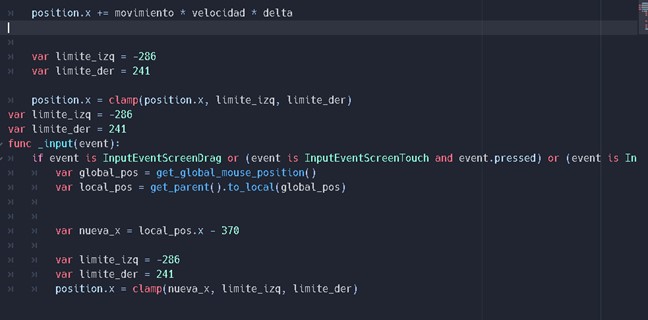 position.x += movimiento * velocidad * delta
var limite_izq = -286
var limite_der = 241
position.x = clamp(position.x, limite_izq, limite_der)
var limite_izq = -286
var limite_der = 241
func _input(event):
if event is InputEventScreenDrag or (event is InputEventScreenTouch and event.pressed) or (event is In
var global_pos = get_global_mouse_position()
var local_pos = get_parent().to_local(global_pos)
var nueva_x = local_pos.x - 370
var limite_izq = -286
var limite_der = 241
position.x = clamp(nueva_x, limite_izq, limite_der)